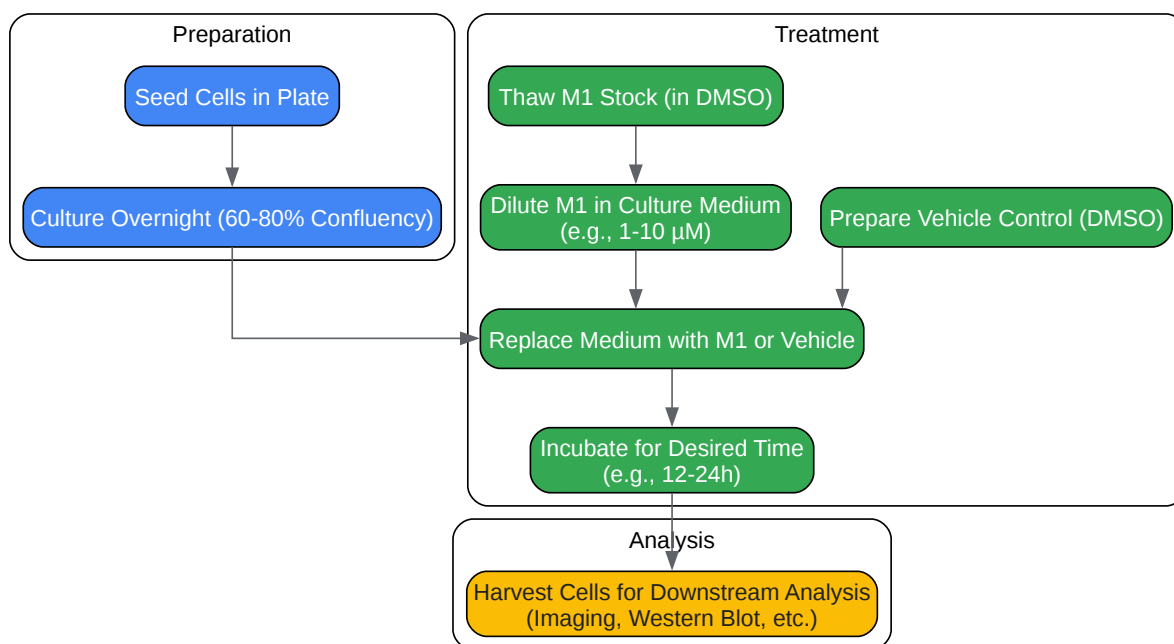 Preparation
Seed Cells in Plate
Culture Overnight (60-80% Confluency)
Treatment
Thaw M1 Stock (in DMSO)
Dilute M1 in Culture Medium
(e.g., 1-10 µM)
Prepare Vehicle Control (DMSO)
Replace Medium with M1 or Vehicle
Incubate for Desired Time
(e.g., 12-24h)
Analysis
Harvest Cells for Downstream Analysis
(Imaging, Western Blot, etc.)